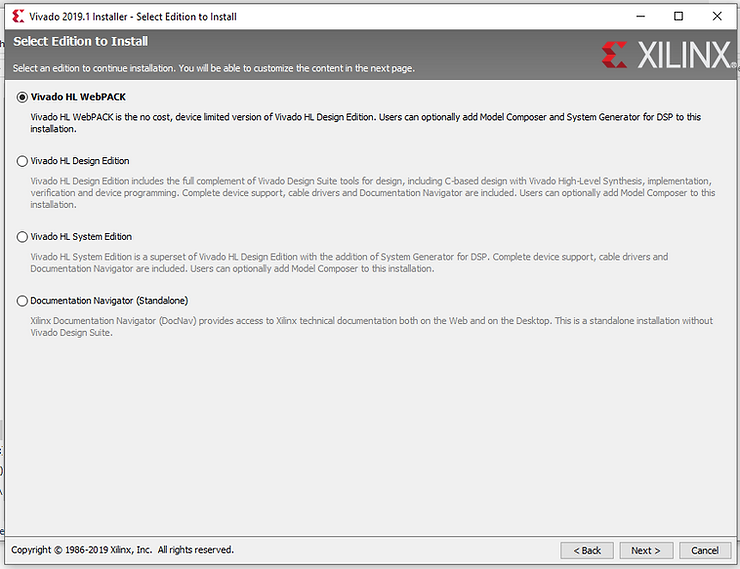 Vivado 2019.1 Installer - Select Edition to Install
Select Edition to Install
XILINX®
Select an edition to continue installation. You will be able to customize the content in the next page.
Vivado HL WebPACK
Vivado HL WebPACK is the no cost, device limited version of Vivado HL Design Edition. Users can optionally add Model Composer and System Generator for DSP to this
installation.
Vivado HL Design Edition
Vivado HL Design Edition includes the full complement of Vivado Design Suite tools for design, including C-based design with Vivado High-Level Synthesis, implementation,
verification and device programming. Complete device support, cable drivers and Documentation Navigator are included. Users can optionally add Model Composer to this
installation.
Vivado HL System Edition
Vivado HL System Edition is a superset of Vivado HL Design Edition with the addition of System Generator for DSP. Complete device support, cable drivers and
Documentation Navigator are included. Users can optionally add Model Composer to this installation.
Documentation Navigator (Standalone)
Xilinx Documentation Navigator (DocNav) provides access to Xilinx technical documentation both on the Web and on the Desktop. This is a standalone installation without
Vivado Design Suite.
Copyright © 1986-2019 Xilinx, Inc. All rights reserved.
< Back Next > Cancel